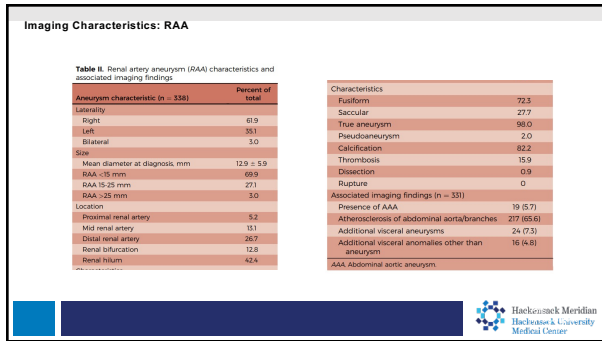 Imaging Characteristics: RAA
Table II. Renal artery aneurysm (RAA) characteristics and
associated imaging findings
Aneurysm characteristic (n = 338) Percent of total
Laterality
Right 61.9
Left 35.1
Bilateral 3.0
Size
Mean diameter at diagnosis, mm 12.9 ± 5.9
RAA <15 mm 69.9
RAA 15-25 mm 27.1
RAA >25 mm 3.0
Location
Proximal renal artery 5.2
Mid renal artery 13.1
Distal renal artery 26.7
Renal bifurcation 12.8
Renal hilum 42.4
Characteristics
Characteristics
Fusiform 72.3
Saccular 27.7
True aneurysm 98.0
Pseudoaneurysm 2.0
Calcification 82.2
Thrombosis 15.9
Dissection 0.9
Rupture 0
Associated imaging findings (n = 331)
Presence of AAA 19 (5.7)
Atherosclerosis of abdominal aorta/branches 217 (65.6)
Additional visceral aneurysms 24 (7.3)
Additional visceral anomalies other than 16 (4.8)
aneurysm
AAA, Abdominal aortic aneurysm.
Hackensack Meridian
Hackensack University
Medical Center